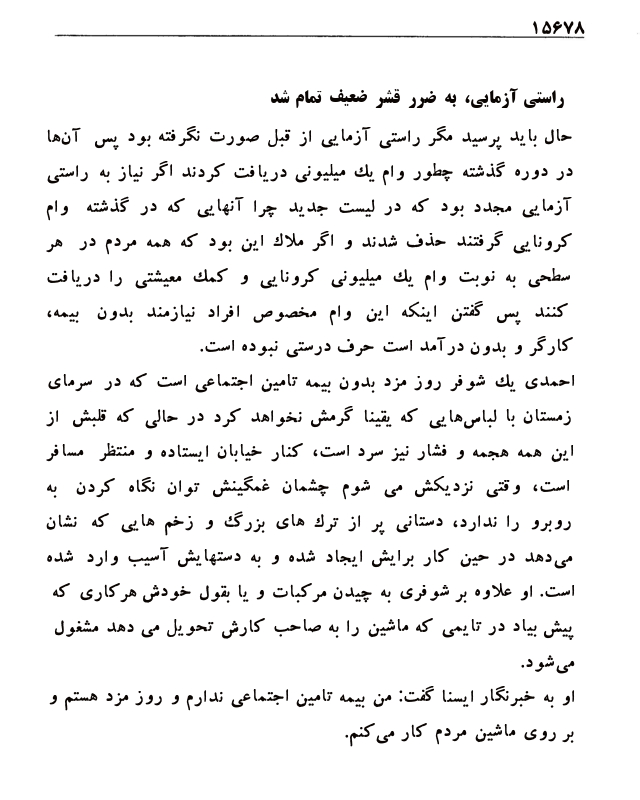 ۱۵۶۷۸
راستی آزمایی، به ضرر قشر ضعیف تمام شد
حال باید پرسید مگر راستی آزمایی از قبل صورت نگرفته بود پس آن‌ها
در دوره گذشته چطور وام یك میلیونی دریافت کردند اگر نیاز به راستی
آزمایی مجدد بود که در لیست جدید چرا آنهایی که در گذشته وام
کرونایی گرفتند حذف شدند و اگر ملاك این بود که همه مردم در هر
سطحی به نوبت وام یك میلیونی کرونایی و كمك معیشتی را دریافت
کنند پس گفتن اینکه این وام مخصوص افراد نیازمند بدون بیمه،
کارگر و بدون درآمد است حرف درستی نبوده است.
احمدی یك شوفر روز مزد بدون بیمه تامین اجتماعی است که در سرمای
زمستان با لباس‌هایی که یقینا گرمش نخواهد کرد در حالی که قلبش از
این همه هجمه و فشار نیز سرد است، کنار خیابان ایستاده و منتظر مسافر
است، وقتی نزدیکش می شوم چشمان غمگینش توان نگاه کردن به
روبرو را ندارد، دستانی پر از ترك های بزرگ و زخم هایی که نشان
می‌دهد در حین کار برایش ایجاد شده و به دستهایش آسیب وارد شده
است. او علاوه بر شوفری به چیدن مرکبات و یا بقول خودش هرکاری که
پیش بیاد در تایمی که ماشین را به صاحب کارش تحویل می دهد مشغول
می‌شود.
او به خبرنگار ایسنا گفت: من بیمه تامین اجتماعی ندارم و روز مزد هستم و
بر روی ماشین مردم کار می‌کنم.